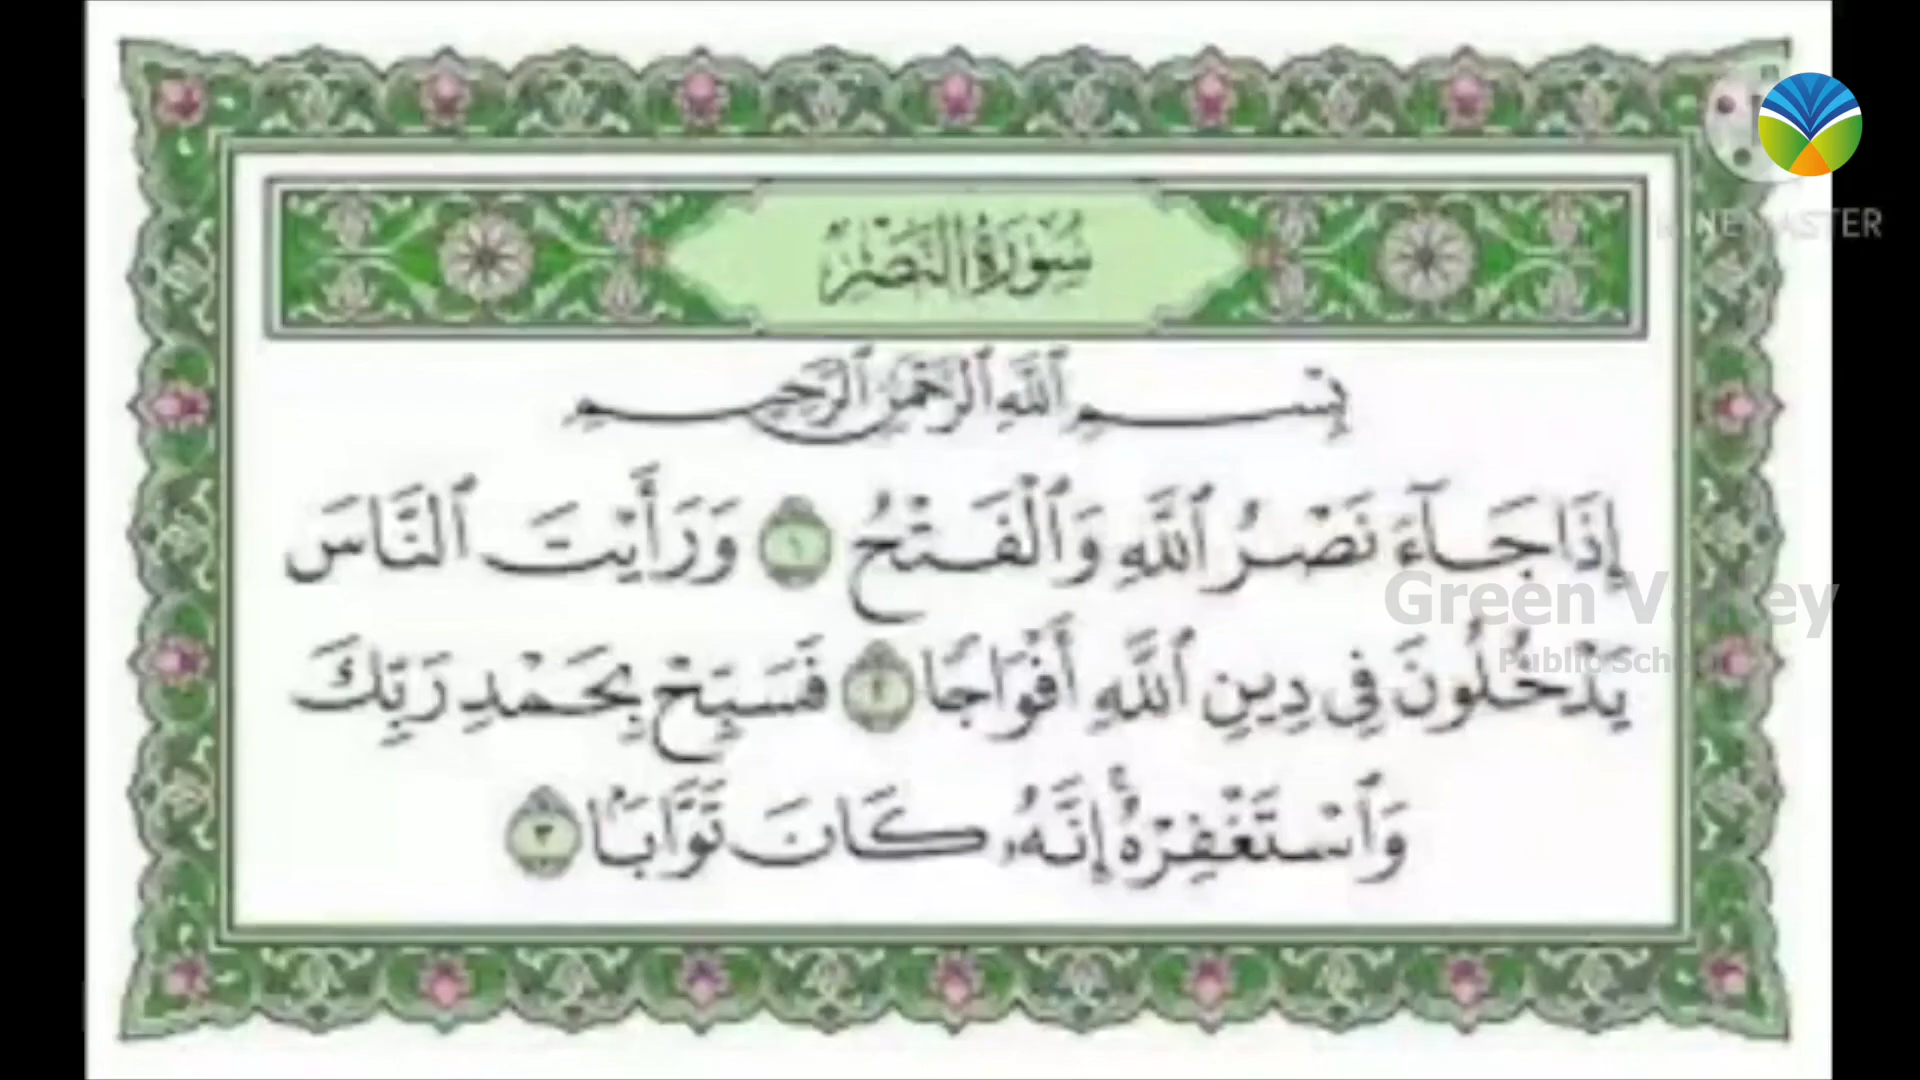 سُورَةُ النَّصْرِ
بِسْمِ ٱللَّهِ ٱلرَّحْمَٰنِ ٱلرَّحِيمِ
إِذَا جَآءَ نَصْرُ ٱللَّهِ وَٱلْفَتْحُ ١ وَرَأَيْتَ ٱلنَّاسَ
يَدْخُلُونَ فِي دِينِ ٱللَّهِ أَفْوَاجًا ٢ فَسَبِّحْ بِحَمْدِ رَبِّكَ
وَٱسْتَغْفِرْهُ ۚ إِنَّهُۥ كَانَ تَوَّابًۢا ٣
KINEMASTER
Green Valley
Public School